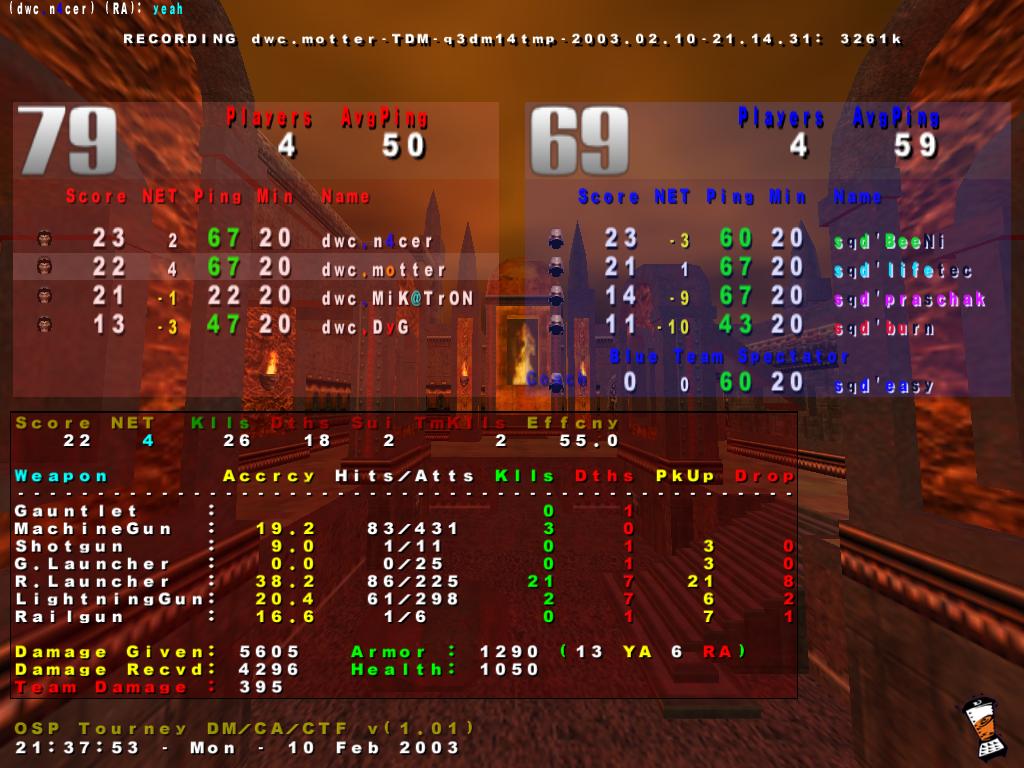 (dwc.n4cer) (RA): yeah
RECORDING dwc.motter-TDM-q3dm14tmp-2003.02.10-21.14.31: 3261k
79 Players AvgPing
4 50
Score NET Ping Min Name
23 2 67 20 dwc.n4cer
22 4 67 20 dwc.motter
21 -1 22 20 dwc.MiK@TrON
13 -3 47 20 dwc.DyG
69 Players AvgPing
4 59
Score NET Ping Min Name
23 -3 60 20 sqd'BeeNi
21 1 67 20 sqd'lifetec
14 -9 67 20 sqd'praschak
11 -10 43 20 sqd'burn
Blue Team Spectator
Coach 0 0 60 20 sqd'easy
Score NET Klls Dths Sui TmKlls Effcny
22 4 26 18 2 2 55.0
Weapon Accrcy Hits/Atts Klls Dths PkUp Drop
- - - - - - - - - - - - - - - - - - - - - - - - - - - - - - - - - - - - - - - - - - - -
Gauntlet : 0 1
MachineGun : 19.2 83/431 3 0
Shotgun : 9.0 1/11 0 1 3 0
G.Launcher : 0.0 0/25 0 1 3 0
R.Launcher : 38.2 86/225 21 7 21 8
LightningGun: 20.4 61/298 2 7 6 2
Railgun : 16.6 1/6 0 1 7 1
Damage Given: 5605 Armor : 1290 (13 YA 6 RA)
Damage Recvd: 4296 Health: 1050
Team Damage : 395
OSP Tourney DM/CA/CTF v(1.01)
21:37:53 - Mon - 10 Feb 2003